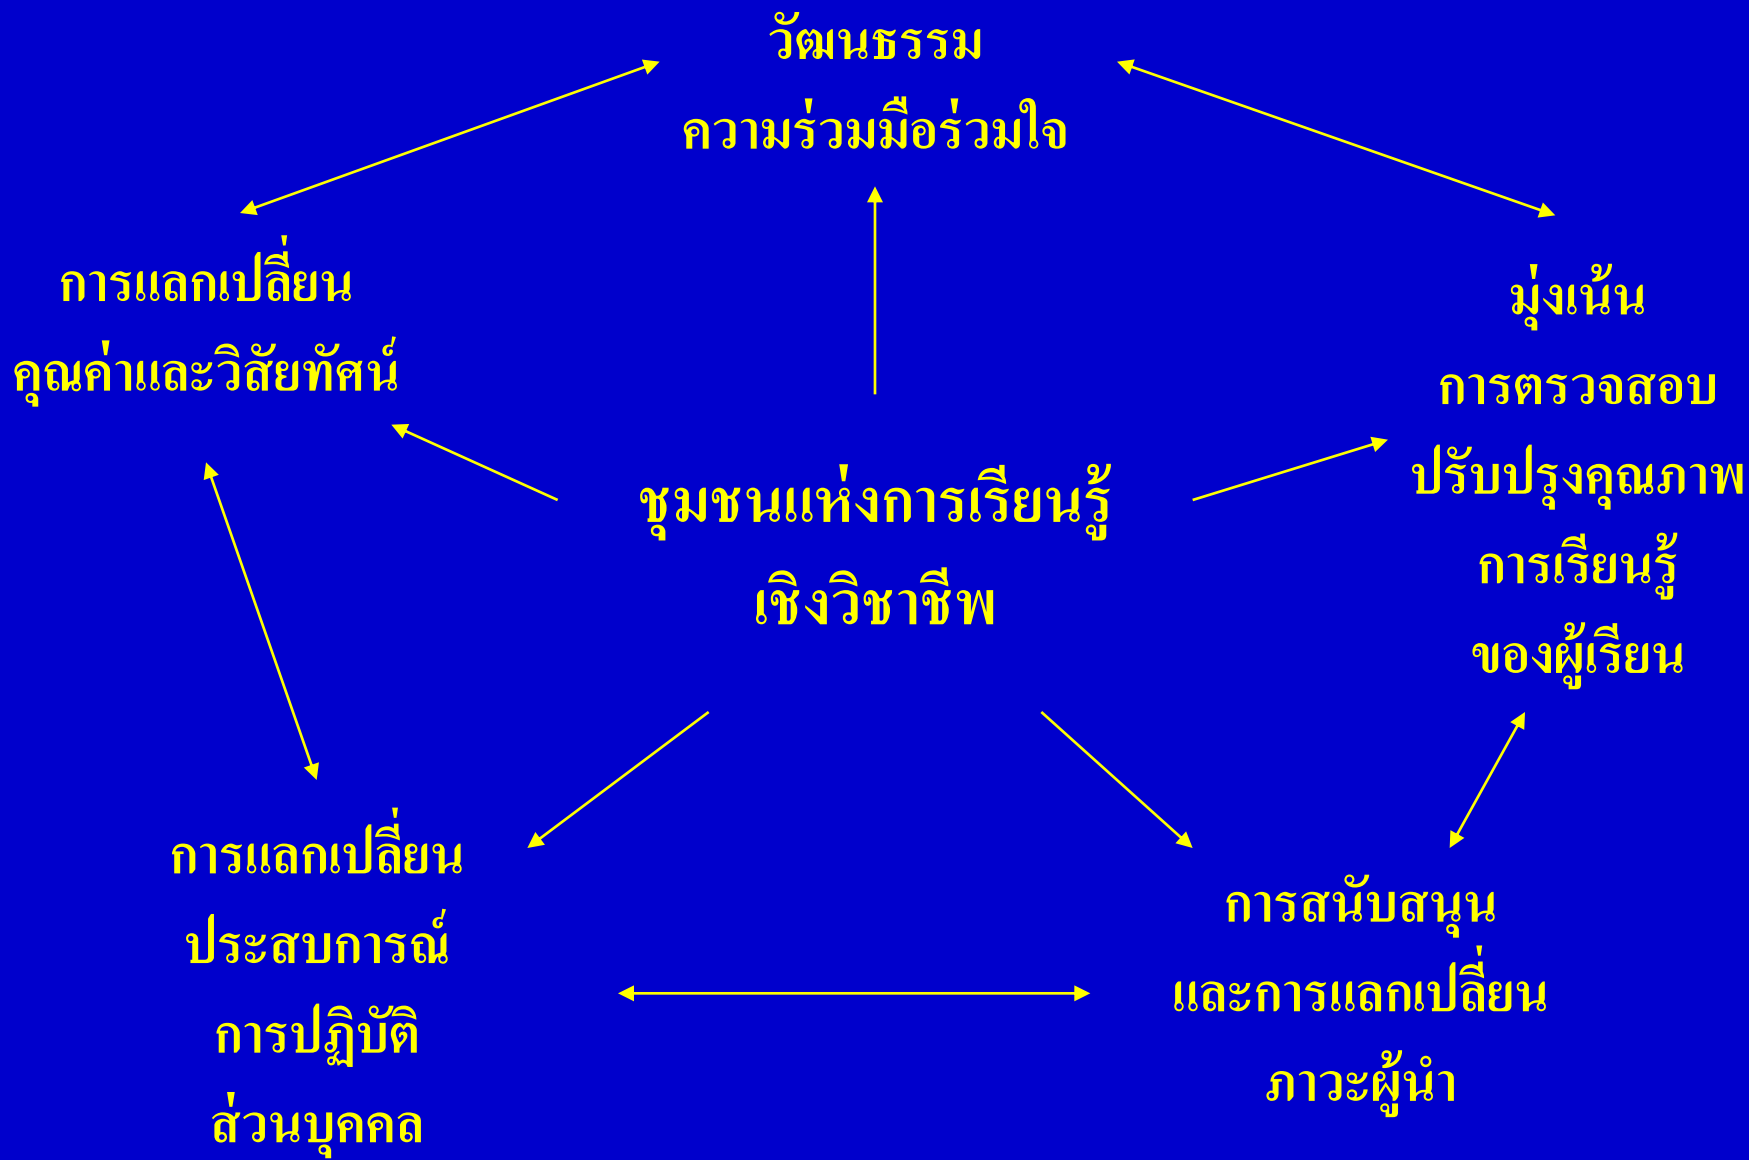 วัฒนธรรม
ความร่วมมือร่วมใจ
การแลกเปลี่ยน
คุณค่าและวิสัยทัศน์
มุ่งเน้น
การตรวจสอบ
ปรับปรุงคุณภาพ
การเรียนรู้
ของผู้เรียน
ชุมชนแห่งการเรียนรู้
เชิงวิชาชีพ
การแลกเปลี่ยน
ประสบการณ์
การปฏิบัติ
ส่วนบุคคล
การสนับสนุน
และการแลกเปลี่ยน
ภาวะผู้นำ